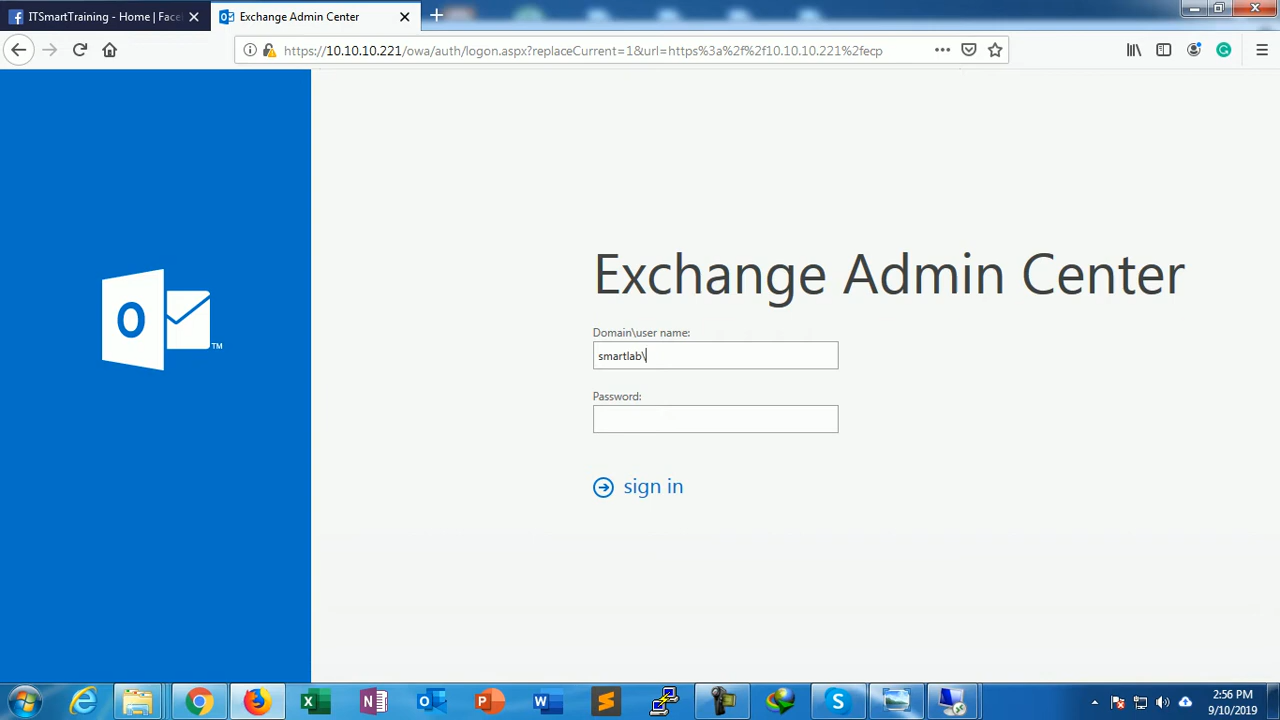 ITSmartTraining - Home | Face
Exchange Admin Center
https://10.10.10.221/owa/auth/logon.aspx?replaceCurrent=1&url=https%3a%2f%2f10.10.10.221%2fecp
O
TM
Exchange Admin Center
Domain\user name:
smartlab\
Password:
sign in
2:56 PM
9/10/2019